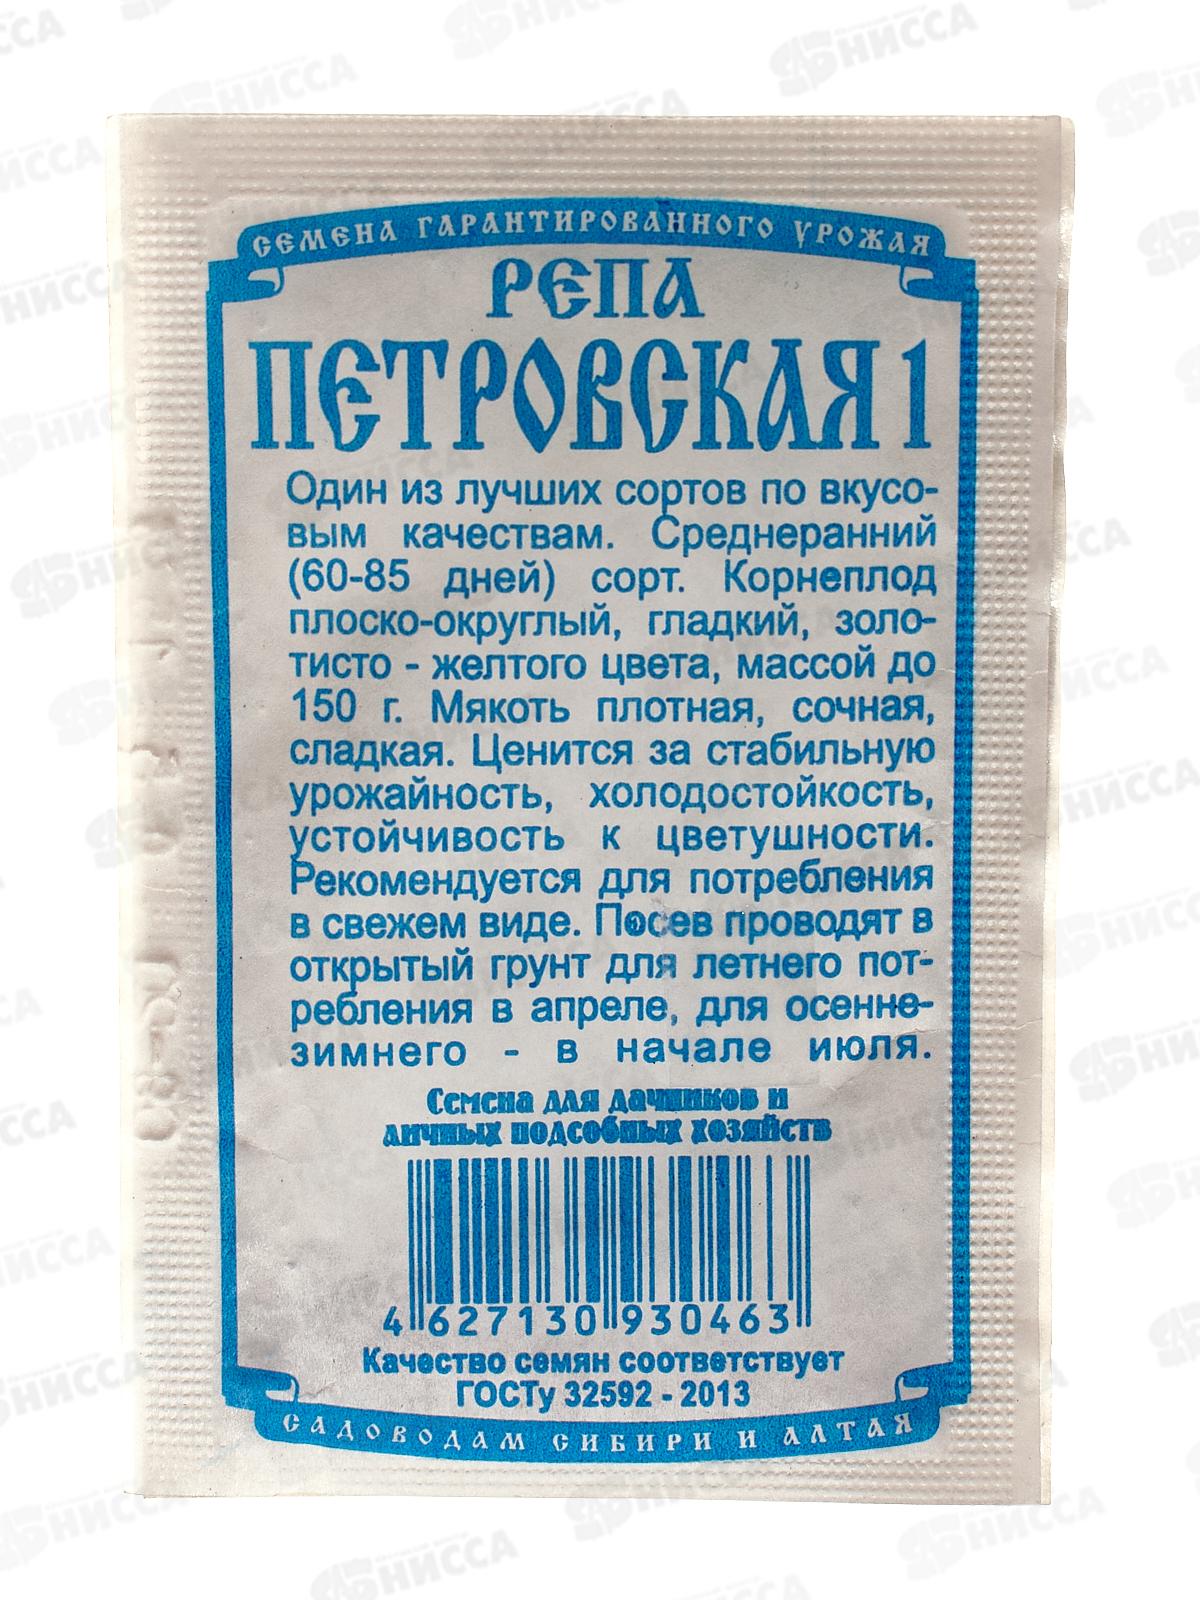 СЕМЕНА ГАРАНТИРОВАННОГО УРОЖАЯ
РЕПА
ПЕТРОВСКАЯ 1
Один из лучших сортов по вкусо-
вым качествам. Среднеранний
(60-85 дней) сорт. Корнеплод
плоско-округлый, гладкий, золо-
тисто - желтого цвета, массой до
150 г. Мякоть плотная, сочная,
сладкая. Ценится за стабильную
урожайность, холодостойкость,
устойчивость к цветушности.
Рекомендуется для потребления
в свежем виде. Посев проводят в
открытый грунт для летнего пот-
ребления в апреле, для осенне-
зимнего - в начале июля.
Семена для дачников и
личных подсобных хозяйств
4 627130 930463
Качество семян соответствует
ГОСТу 32592 - 2013
САДОВОДАМ СИБИРИ И АЛТАЯ